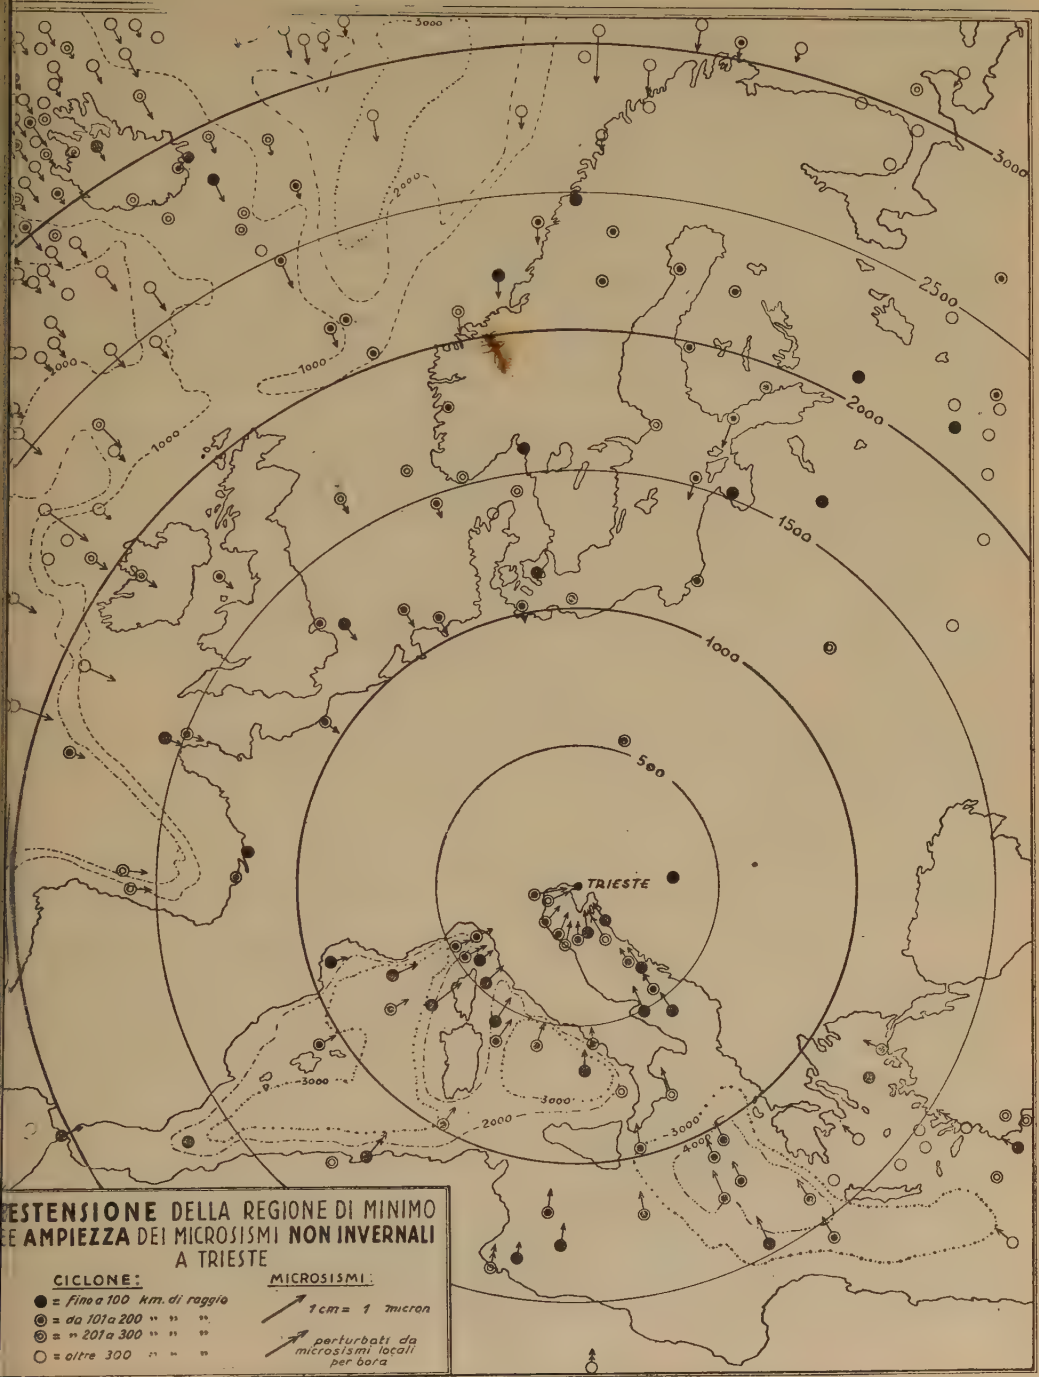 3000
2000
3000
2500
1000
1000
2000
2000
1500
1000
500
TRIESTE
3000
3000
2000
3000
4000
ESTENSIONE DELLA REGIONE DI MINIMO
E AMPIEZZA DEI MICROSISMI NON INVERNALI
A TRIESTE
CICLONE: MICROSISMI:
= fino a 100 km. di raggio
= da 101 a 200 " " "
= " 201 a 300 " " "
= oltre 300 " " "
1 cm = 1 micron
perturbati da
microsismi locali
per bora